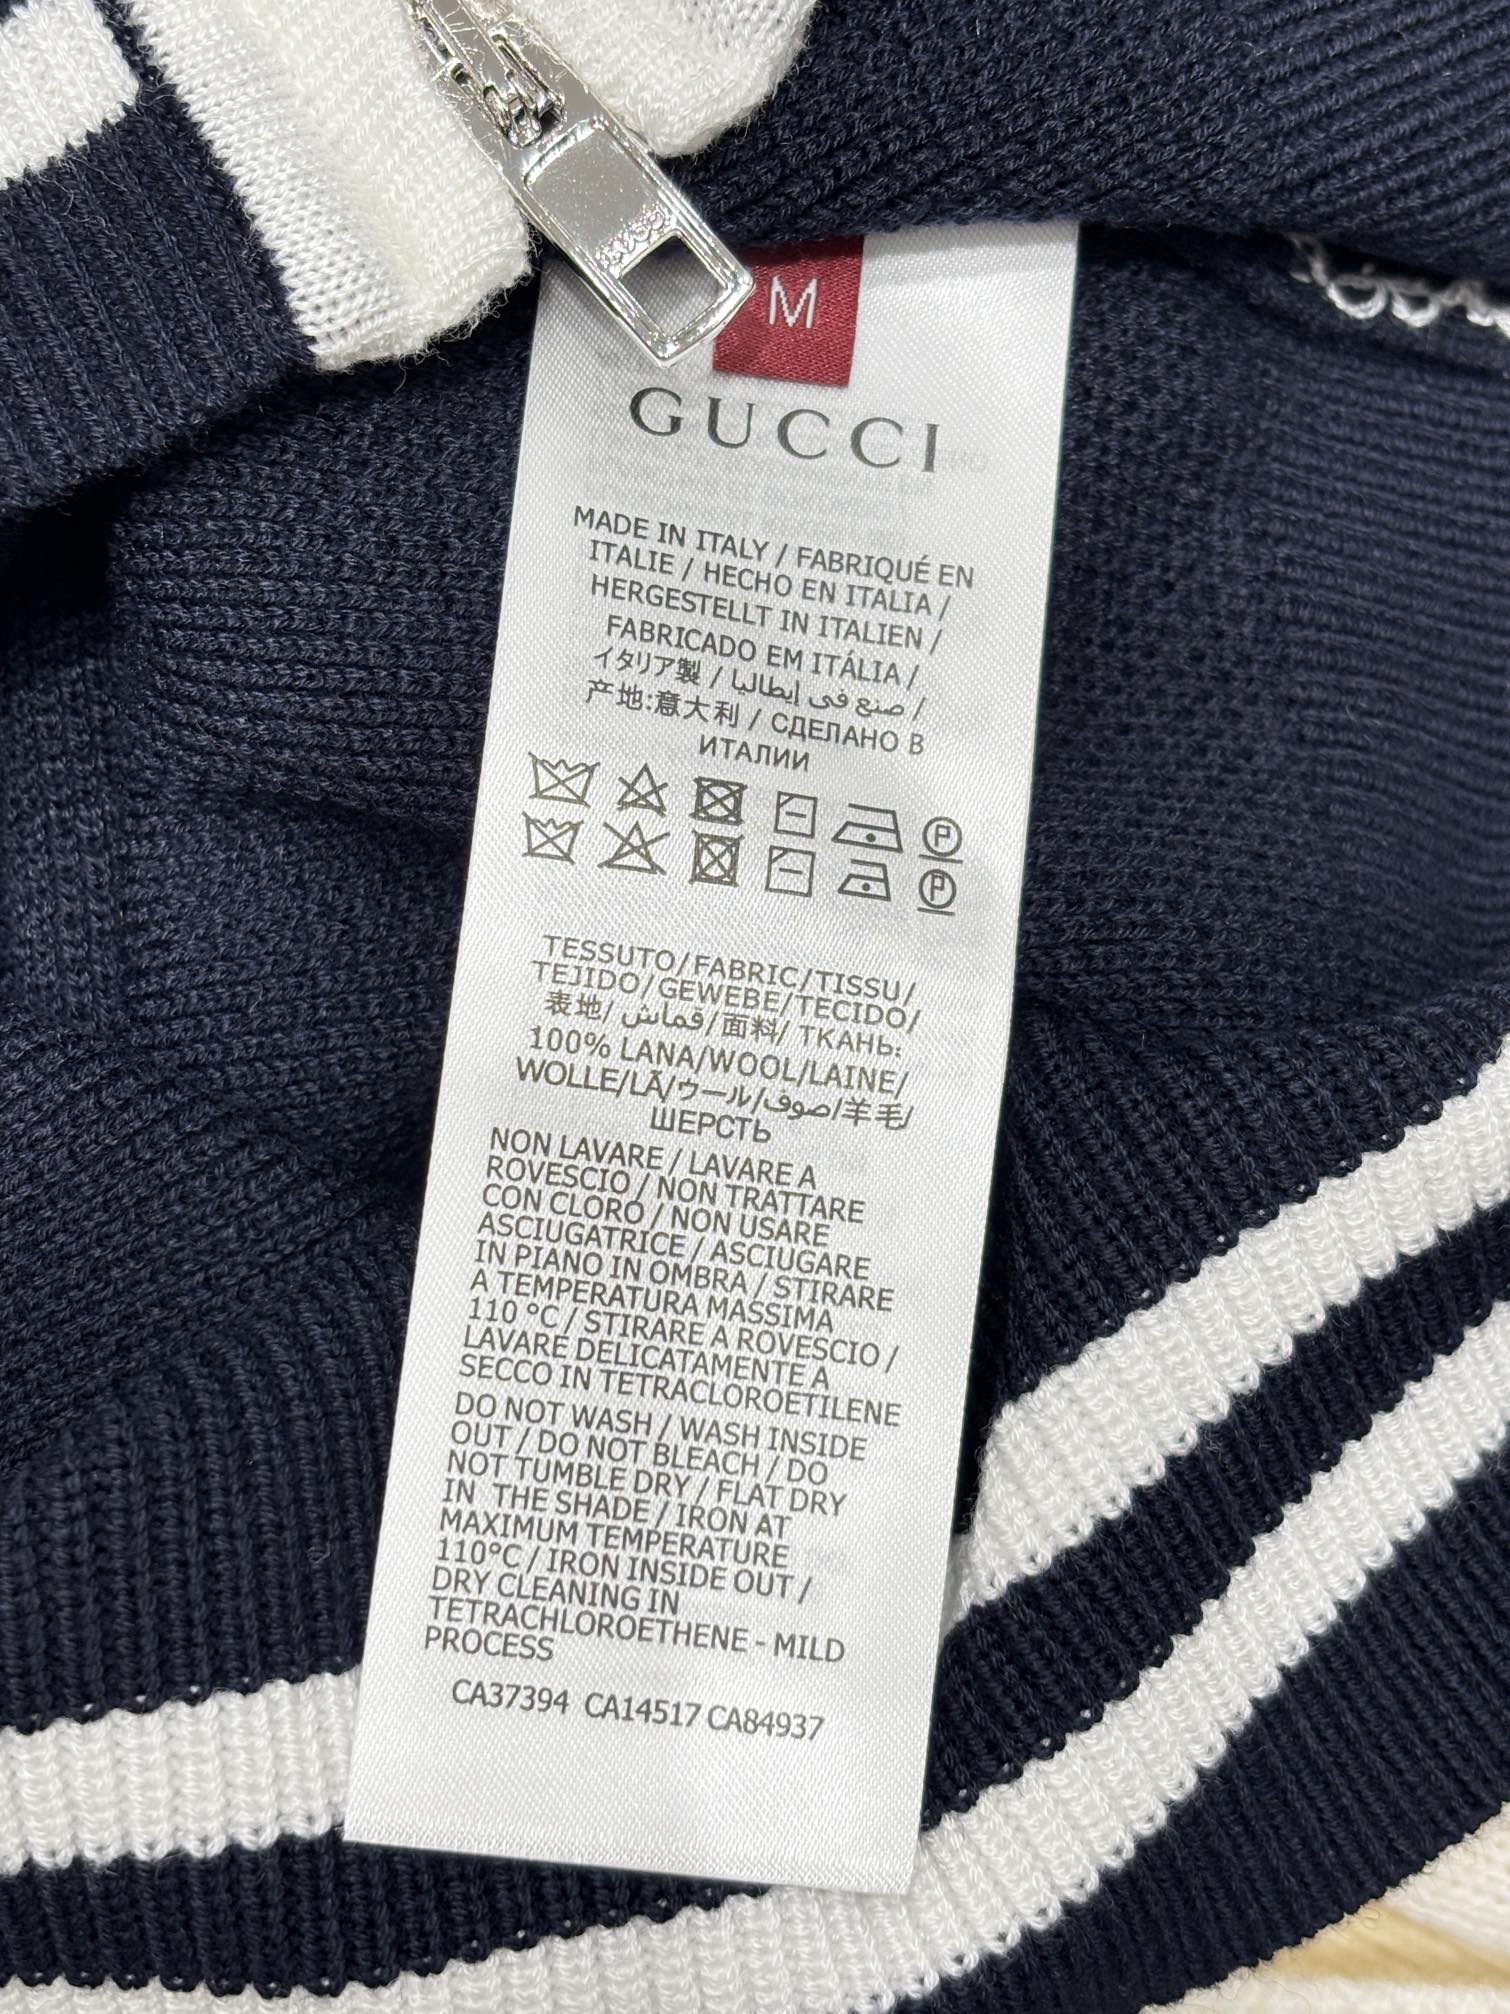 M
GUCCI
MADE IN ITALY / FABRIQUÉ EN
ITALIE / HECHO EN ITALIA /
HERGESTELLT IN ITALIEN /
FABRICADO EM ITÁLIA /
イタリア製 / صنع في إيطاليا /
产地:意大利 / СДЕЛАНО В
ИТАЛИИ
P
P
TESSUTO/FABRIC/TISSU/
TEJIDO/GEWEBE/TECIDO/
表地/ قماش/面料/ ТКАНЬ:
100% LANA/WOOL/LAINE/
WOLLE/LÃ/ウール/صوف/羊毛/
ШЕРСТЬ
NON LAVARE / LAVARE A
ROVESCIO / NON TRATTARE
CON CLORO / NON USARE
ASCIUGATRICE / ASCIUGARE
IN PIANO IN OMBRA / STIRARE
A TEMPERATURA MASSIMA
110 °C / STIRARE A ROVESCIO /
LAVARE DELICATAMENTE A
SECCO IN TETRACLOROETILENE
DO NOT WASH / WASH INSIDE
OUT / DO NOT BLEACH / DO
NOT TUMBLE DRY / FLAT DRY
IN THE SHADE / IRON AT
MAXIMUM TEMPERATURE
110°C / IRON INSIDE OUT /
DRY CLEANING IN
TETRACHLOROETHENE - MILD
PROCESS
CA37394 CA14517 CA84937